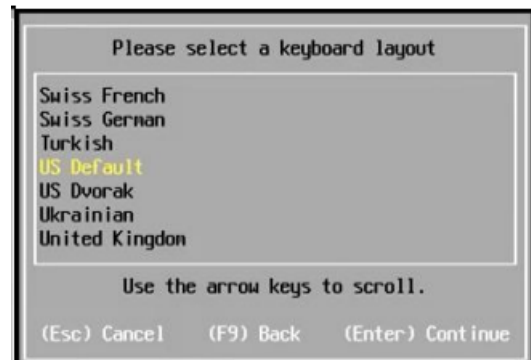 Please select a keyboard layout
Swiss French
Swiss German
Turkish
US Default
US Dvorak
Ukrainian
United Kingdom
Use the arrow keys to scroll.
(Esc) Cancel (F9) Back (Enter) Continue